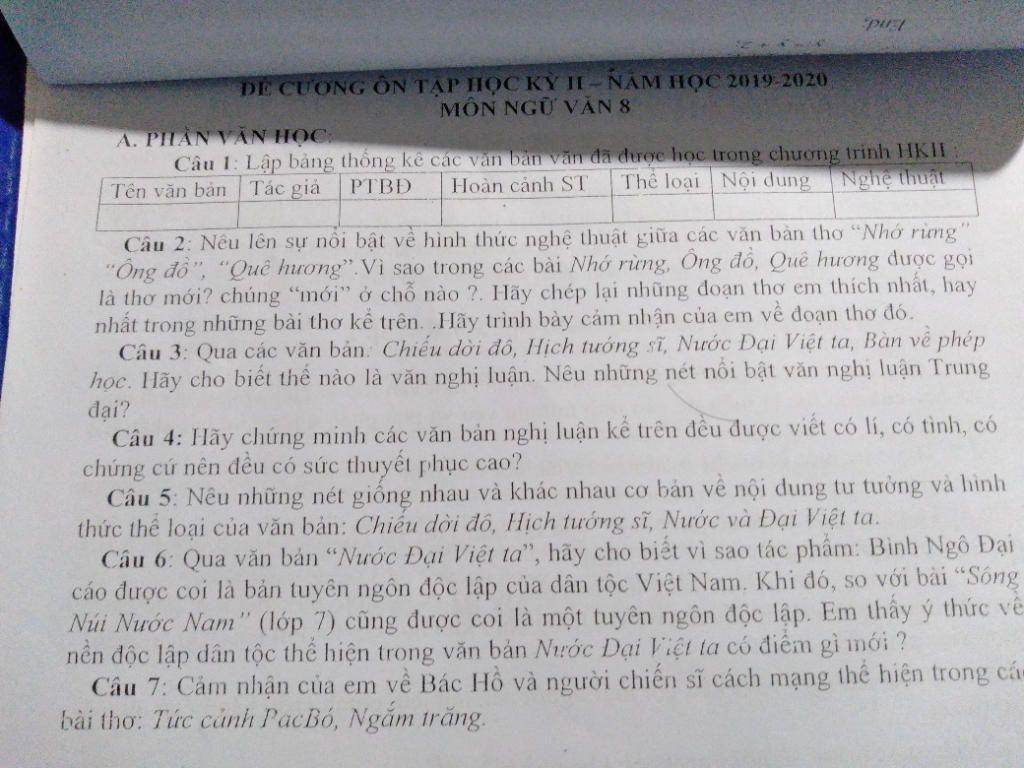 ĐỀ CƯƠNG ÔN TẬP HỌC KỲ II – NĂM HỌC 2019-2020
MÔN NGỮ VĂN 8
A. PHẦN VĂN HỌC:
Câu 1: Lập bảng thống kê các văn bản văn đã được học trong chương trình HKII :
Tên văn bản Tác giả PTBĐ Hoàn cảnh ST Thể loại Nội dung Nghệ thuật
Câu 2: Nêu lên sự nổi bật về hình thức nghệ thuật giữa các văn bản thơ “Nhớ rừng”
“Ông đồ”, “Quê hương”.Vì sao trong các bài Nhớ rừng, Ông đồ, Quê hương được gọi
là thơ mới? chúng “mới” ở chỗ nào ?. Hãy chép lại những đoạn thơ em thích nhất, hay
nhất trong những bài thơ kể trên. .Hãy trình bày cảm nhận của em về đoạn thơ đó.
Câu 3: Qua các văn bản: Chiếu dời đô, Hịch tướng sĩ, Nước Đại Việt ta, Bàn về phép
học. Hãy cho biết thế nào là văn nghị luận. Nêu những nét nổi bật văn nghị luận Trung
đại?
Câu 4: Hãy chứng minh các văn bản nghị luận kể trên đều được viết có lí, có tình, có
chứng cứ nên đều có sức thuyết phục cao?
Câu 5: Nêu những nét giống nhau và khác nhau cơ bản về nội dung tư tưởng và hình
thức thể loại của văn bản: Chiếu dời đô, Hịch tướng sĩ, Nước và Đại Việt ta.
Câu 6: Qua văn bản “Nước Đại Việt ta”, hãy cho biết vì sao tác phẩm: Bình Ngô Đại
cáo được coi là bản tuyên ngôn độc lập của dân tộc Việt Nam. Khi đó, so với bài “Sông
Núi Nước Nam” (lớp 7) cũng được coi là một tuyên ngôn độc lập. Em thấy ý thức về
nền độc lập dân tộc thể hiện trong văn bản Nước Đại Việt ta có điểm gì mới ?
Câu 7: Cảm nhận của em về Bác Hồ và người chiến sĩ cách mạng thể hiện trong
bài thơ: Tức cảnh PacBó, Ngắm trăng.